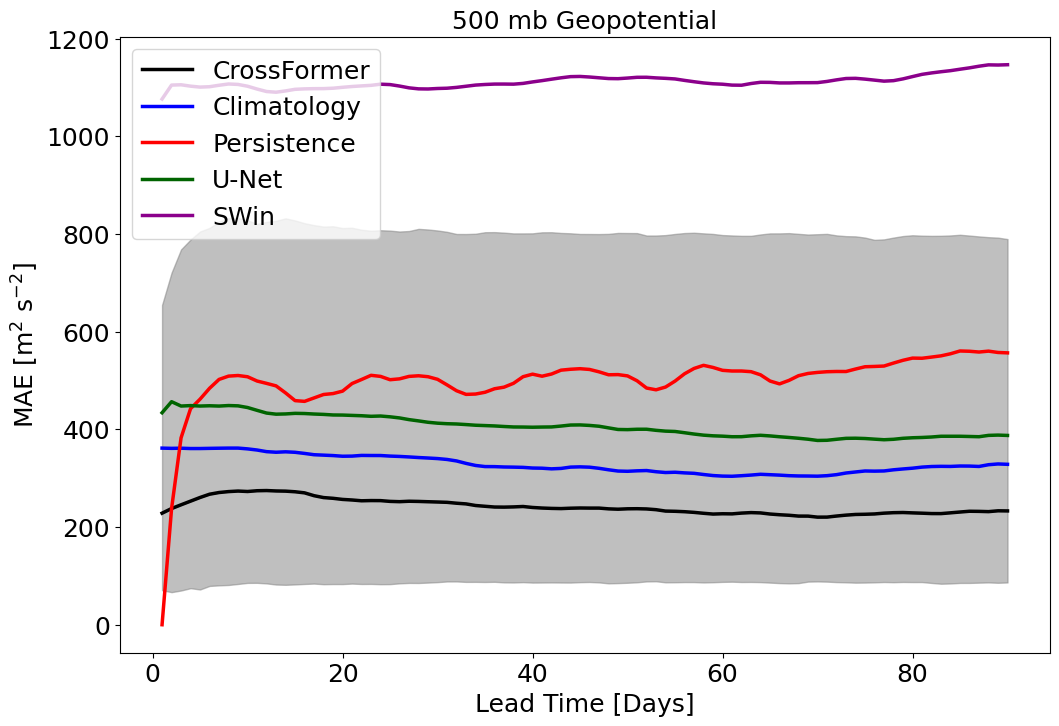 500 mb Geopotential
1200
1000
800
600
400
200
0
MAE [m² s⁻²]
CrossFormer
Climatology
Persistence
U-Net
SWin
0 20 40 60 80
Lead Time [Days]